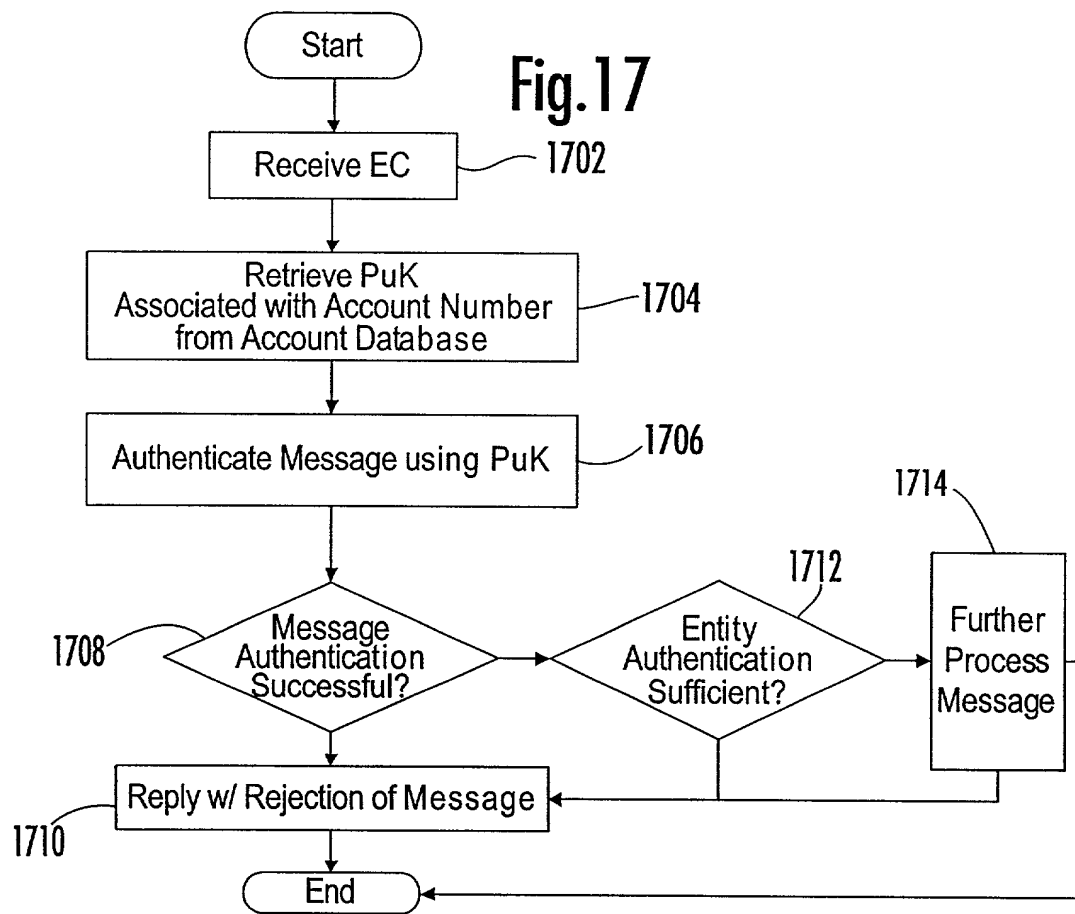 Start
Fig.17
Receive EC
1702
Retrieve PuK
Associated with Account Number
from Account Database
1704
Authenticate Message using PuK
1706
1714
1712
1708
Message
Authentication
Successful?
Entity
Authentication
Sufficient?
Further
Process
Message
Reply w/ Rejection of Message
1710
End